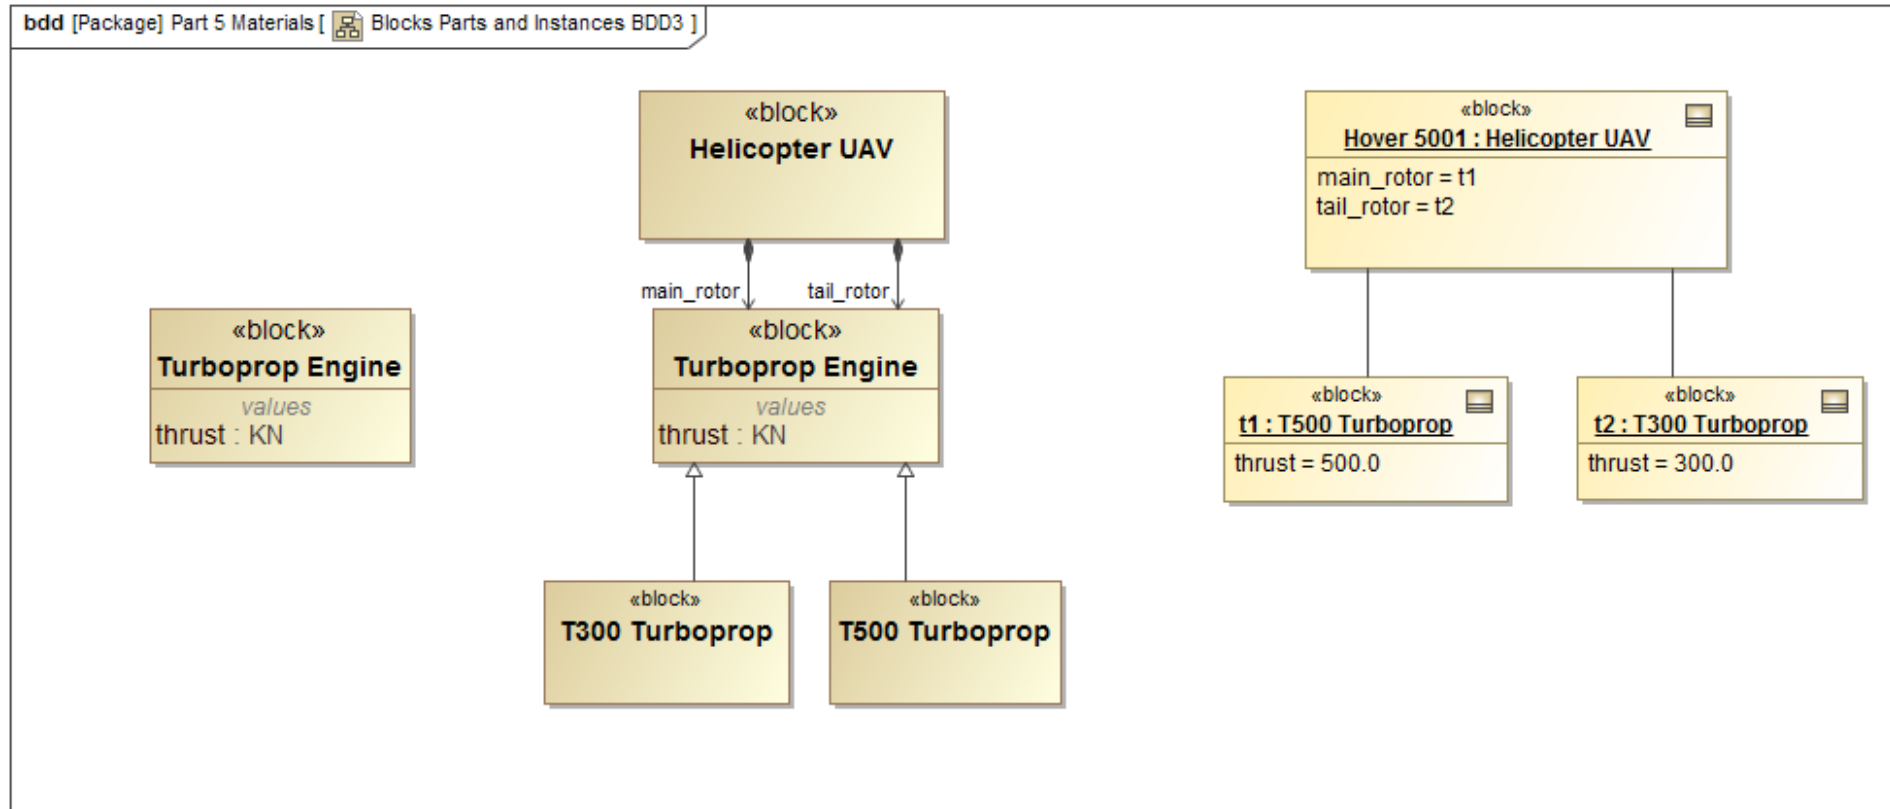 bdd [Package] Part 5 Materials [ Blocks Parts and Instances BDD3 ]
«block»
Helicopter UAV
main_rotor
tail_rotor
«block»
Turboprop Engine
values
thrust : KN
«block»
Turboprop Engine
values
thrust : KN
«block»
T300 Turboprop
«block»
T500 Turboprop
«block»
Hover 5001 : Helicopter UAV
main_rotor = t1
tail_rotor = t2
«block»
t1 : T500 Turboprop
thrust = 500.0
«block»
t2 : T300 Turboprop
thrust = 300.0